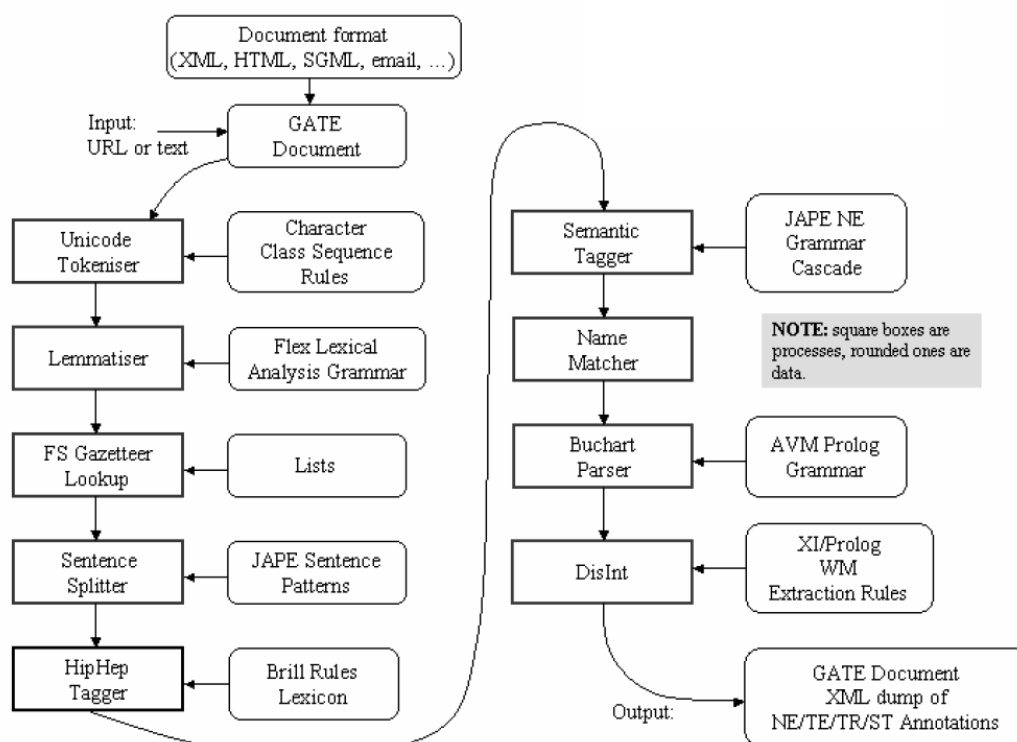 Document format
(XML, HTML, SGML, email, ...)
Input:
URL or text
GATE
Document
Unicode
Tokeniser
Character
Class Sequence
Rules
Lemmatiser
Flex Lexical
Analysis Grammar
FS Gazetteer
Lookup
Lists
Sentence
Splitter
JAPE Sentence
Patterns
HipHep
Tagger
Brill Rules
Lexicon
Semantic
Tagger
JAPE NE
Grammar
Cascade
Name
Matcher
NOTE: square boxes are
processes, rounded ones are
data.
Buchart
Parser
AVM Prolog
Grammar
DisInt
XI/Prolog
WM
Extraction Rules
Output:
GATE Document
XML dump of
NE/TE/TR/ST Annotations